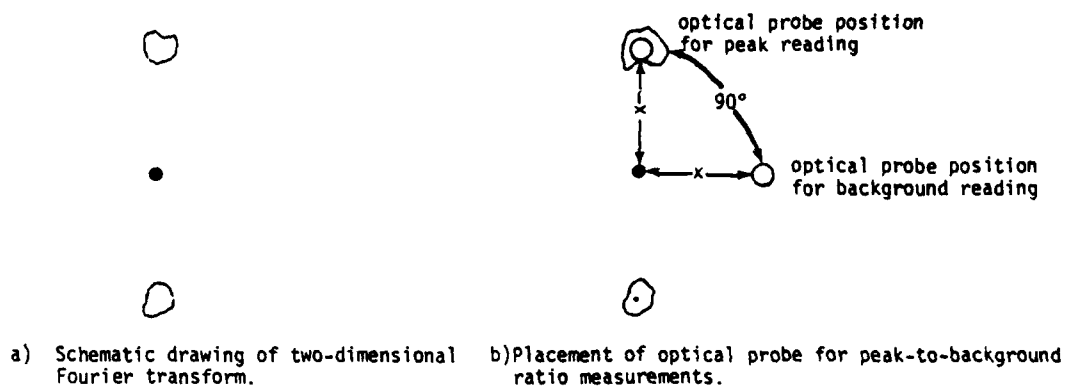 optical probe position
for peak reading
90°
x
x
optical probe position
for background reading
a) Schematic drawing of two-dimensional
Fourier transform.
b)Placement of optical probe for peak-to-background
ratio measurements.